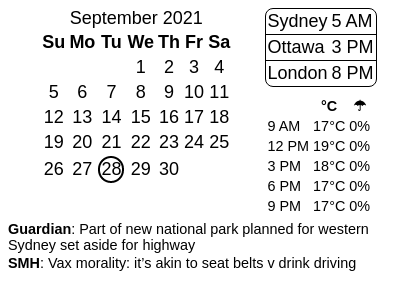 September 2021
Su Mo Tu We Th Fr Sa
1 2 3 4
5 6 7 8 9 10 11
12 13 14 15 16 17 18
19 20 21 22 23 24 25
26 27 28 29 30
Sydney 5 AM
Ottawa 3 PM
London 8 PM
°C ☂
9 AM 17°C 0%
12 PM 19°C 0%
3 PM 18°C 0%
6 PM 17°C 0%
9 PM 17°C 0%
Guardian: Part of new national park planned for western
Sydney set aside for highway
SMH: Vax morality: it’s akin to seat belts v drink driving